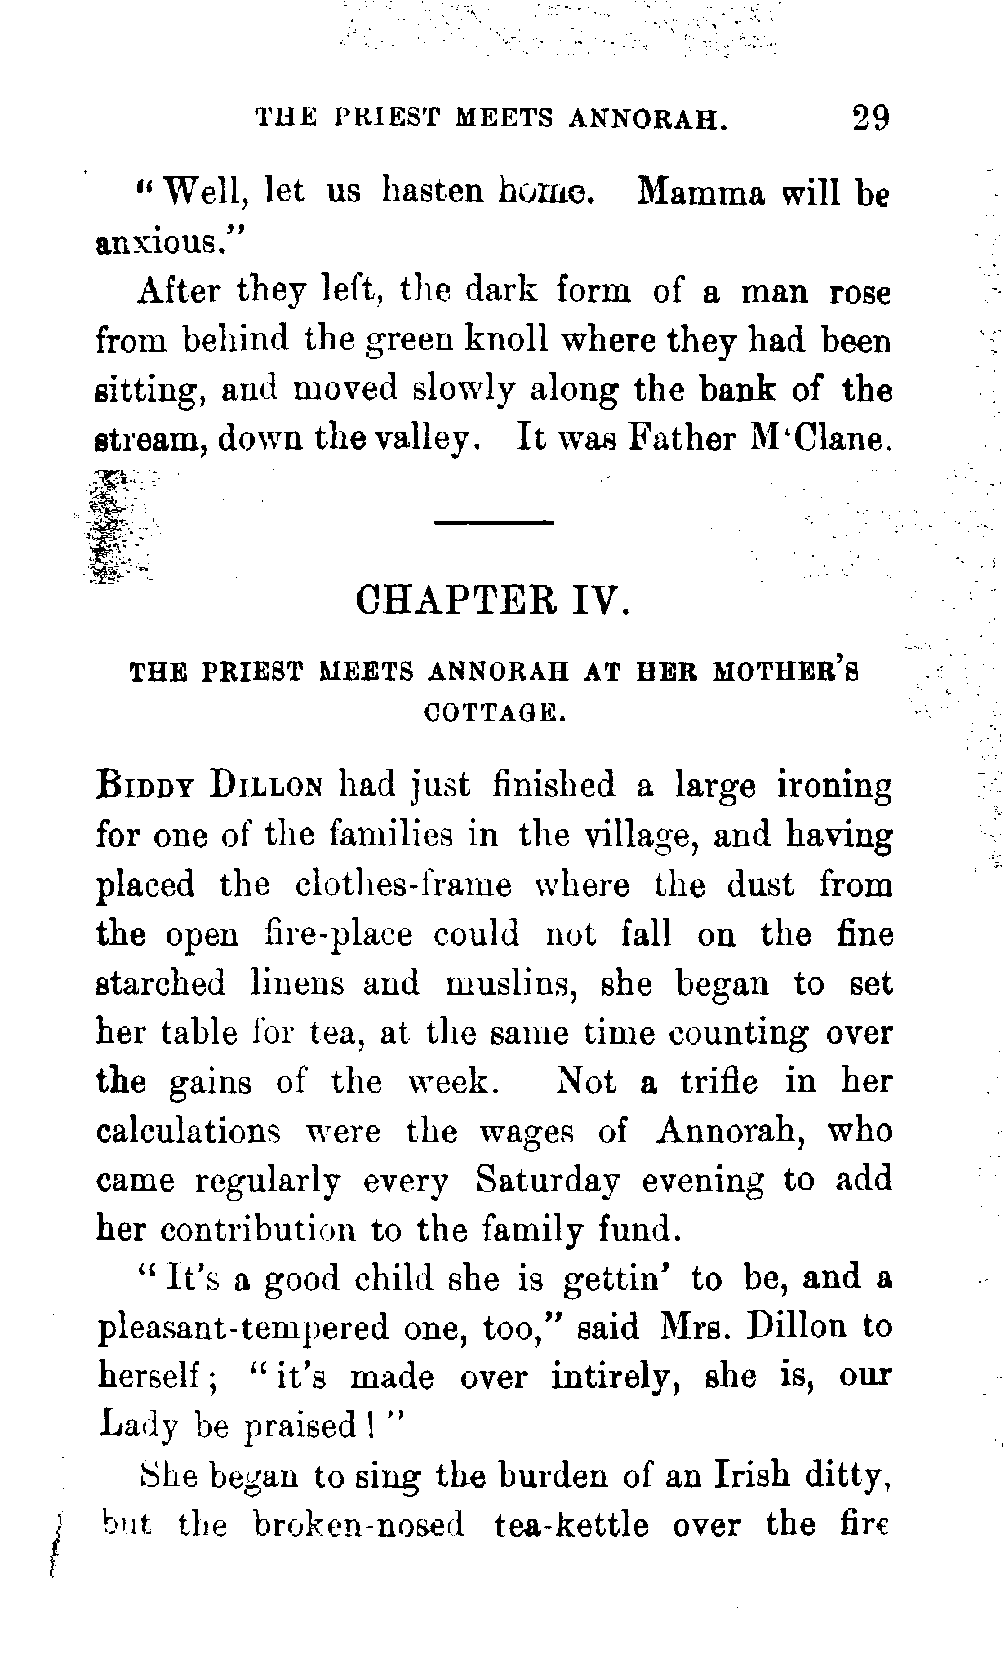 THE PRIEST MEETS ANNORAH. 29
"Well, let us hasten home. Mamma will be
anxious."
After they left, the dark form of a man rose
from behind the green knoll where they had been
sitting, and moved slowly along the bank of the
stream, down the valley. It was Father M‘Clane.
CHAPTER IV.
THE PRIEST MEETS ANNORAH AT HER MOTHER'S
COTTAGE.
BIDDY DILLON had just finished a large ironing
for one of the families in the village, and having
placed the clothes-frame where the dust from
the open fire-place could not fall on the fine
starched linens and muslins, she began to set
her table for tea, at the same time counting over
the gains of the week. Not a trifle in her
calculations were the wages of Annorah, who
came regularly every Saturday evening to add
her contribution to the family fund.
"It's a good child she is gettin' to be, and a
pleasant-tempered one, too," said Mrs. Dillon to
herself; "it's made over intirely, she is, our
Lady be praised!"
She began to sing the burden of an Irish ditty,
but the broken-nosed tea-kettle over the fire